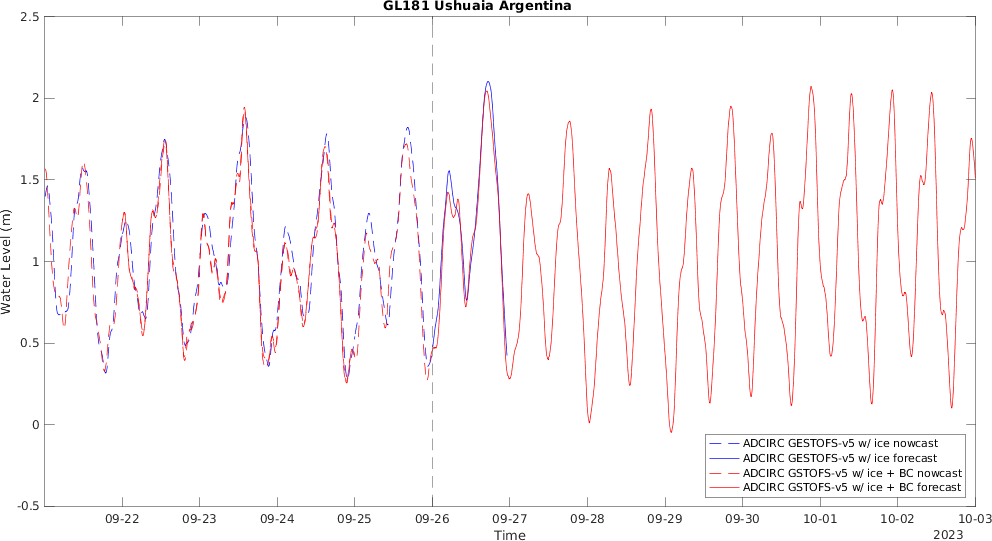 GL181 Ushuaia Argentina
2.5
2
1.5
1
0.5
0
-0.5
Water Level (m)
ADCIRC GESTOFS-v5 w/ ice nowcast
ADCIRC GESTOFS-v5 w/ ice forecast
ADCIRC GSTOFS-v5 w/ ice + BC nowcast
ADCIRC GSTOFS-v5 w/ ice + BC forecast
09-22 09-23 09-24 09-25 09-26 09-27 09-28 09-29 09-30 10-01 10-02 10-03
Time
2023